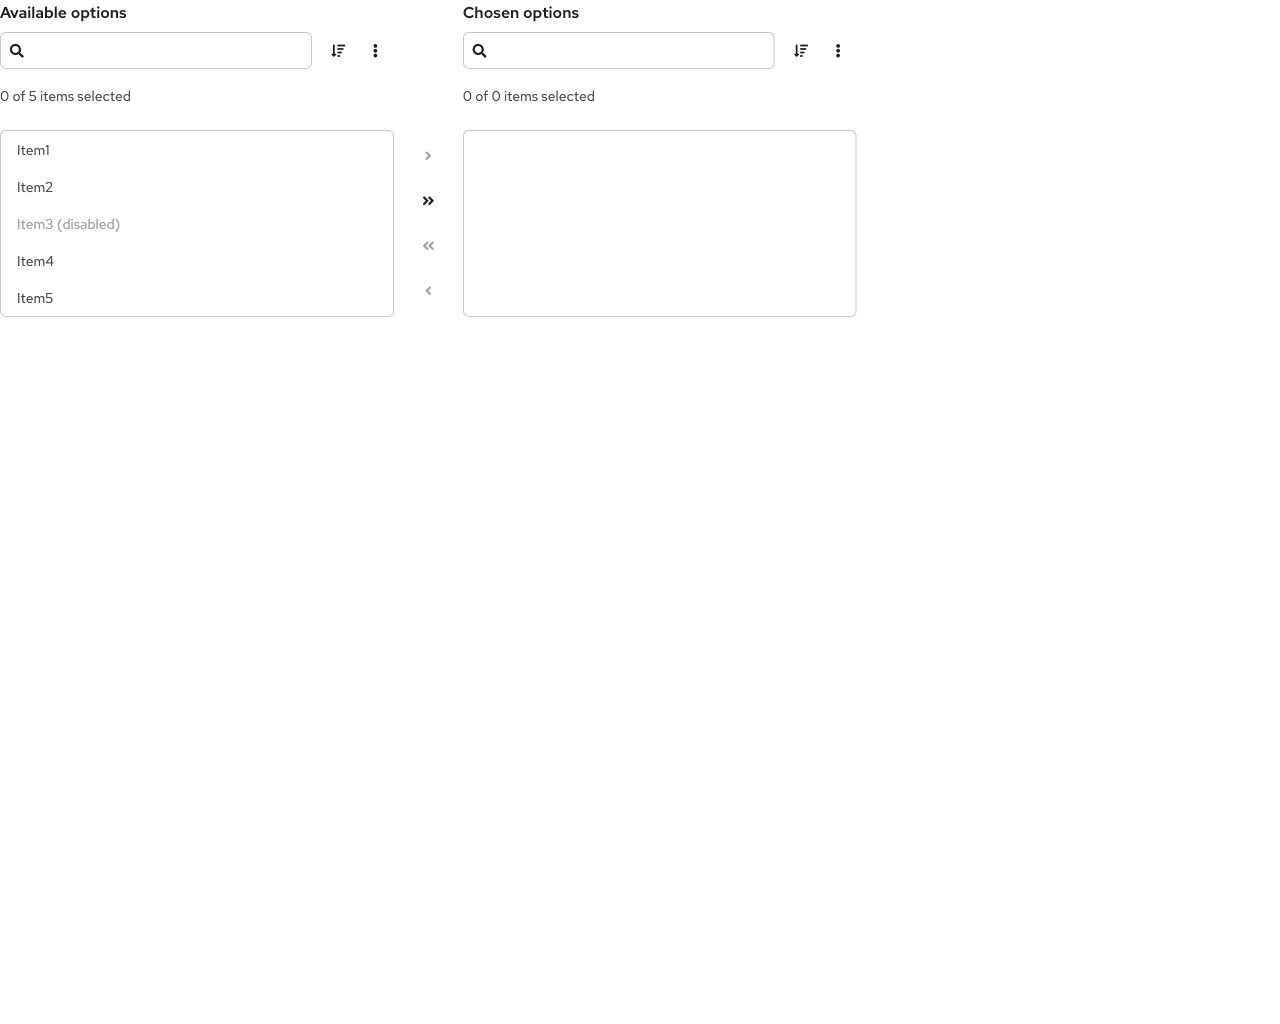 Available options
0 of 5 items selected
Item1
Item2
Item3 (disabled)
Item4
Item5
Chosen options
0 of 0 items selected